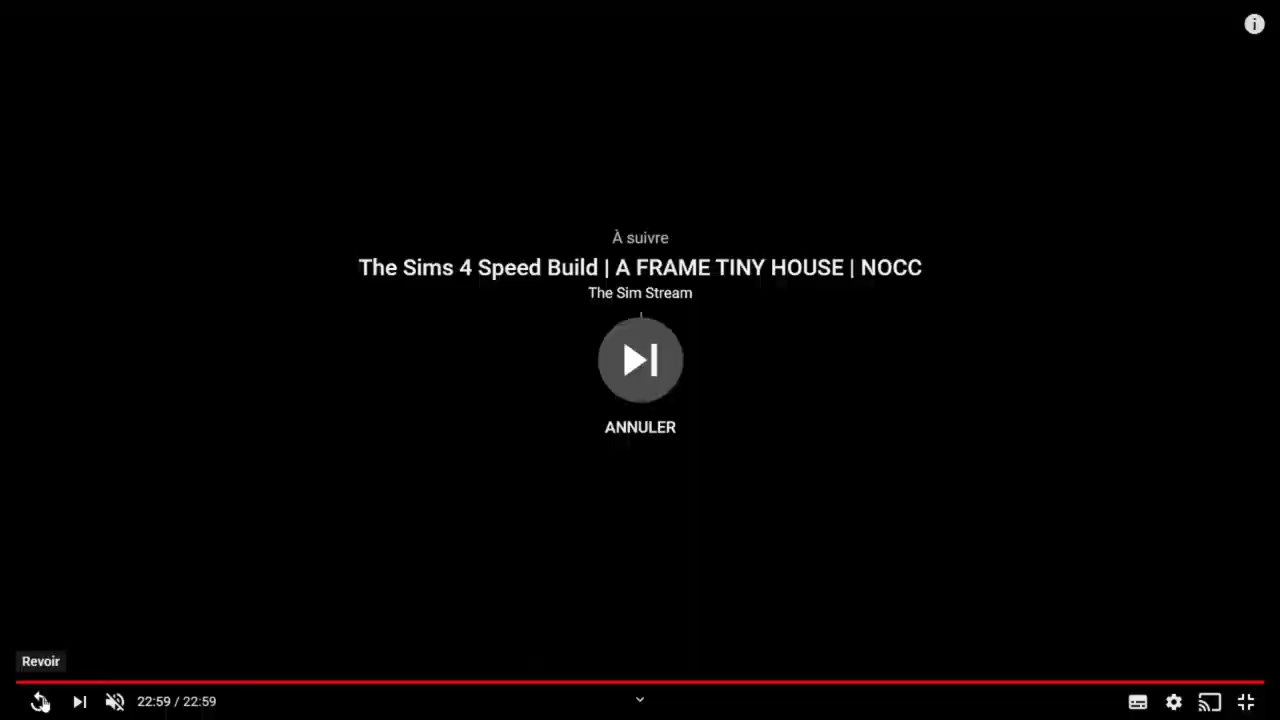 À suivre
The Sims 4 Speed Build | A FRAME TINY HOUSE | NOCC
The Sim Stream
ANNULER
Revoir
22:59 / 22:59